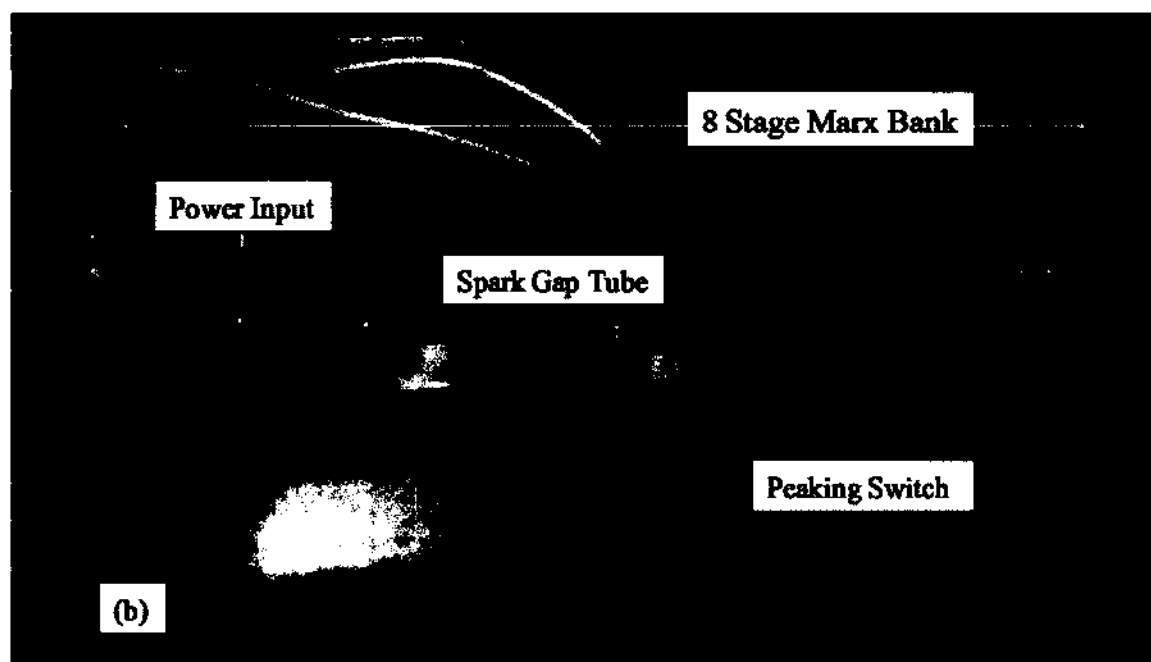 8 Stage Marx Bank
Power Input
Spark Gap Tube
Peaking Switch
(b)